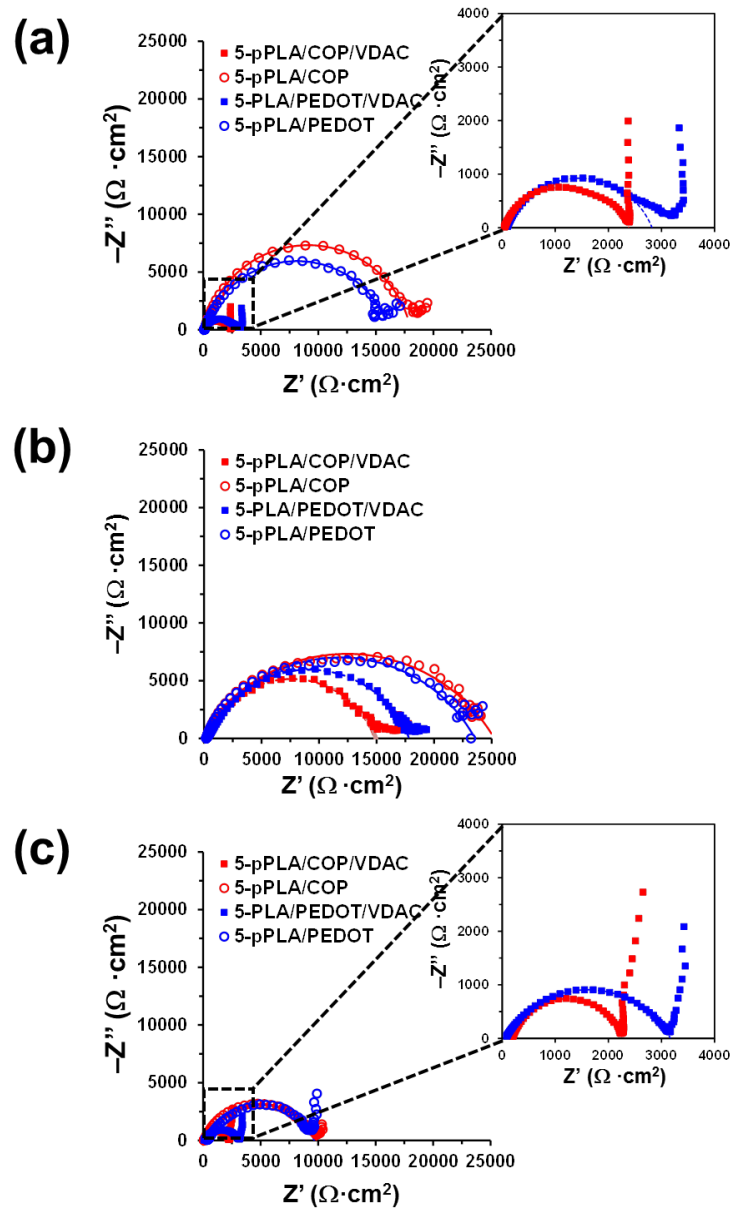 (a)
25000
20000
15000
10000
5000
0
–Z” (Ω ·cm²)
5-pPLA/COP/VDAC
5-pPLA/COP
5-PLA/PEDOT/VDAC
5-pPLA/PEDOT
0 5000 10000 15000 20000 25000
Z’ (Ω·cm²)
4000
3000
2000
1000
0
–Z” (Ω ·cm²)
0 1000 2000 3000 4000
Z’ (Ω ·cm²)
(b)
25000
20000
15000
10000
5000
0
–Z” (Ω ·cm²)
5-pPLA/COP/VDAC
5-pPLA/COP
5-PLA/PEDOT/VDAC
5-pPLA/PEDOT
0 5000 10000 15000 20000 25000
Z’ (Ω ·cm²)
(c)
25000
20000
15000
10000
5000
0
–Z” (Ω ·cm²)
5-pPLA/COP/VDAC
5-pPLA/COP
5-PLA/PEDOT/VDAC
5-pPLA/PEDOT
0 5000 10000 15000 20000 25000
Z’ (Ω·cm²)
4000
3000
2000
1000
0
–Z” (Ω ·cm²)
0 1000 2000 3000 4000
Z’ (Ω ·cm²)